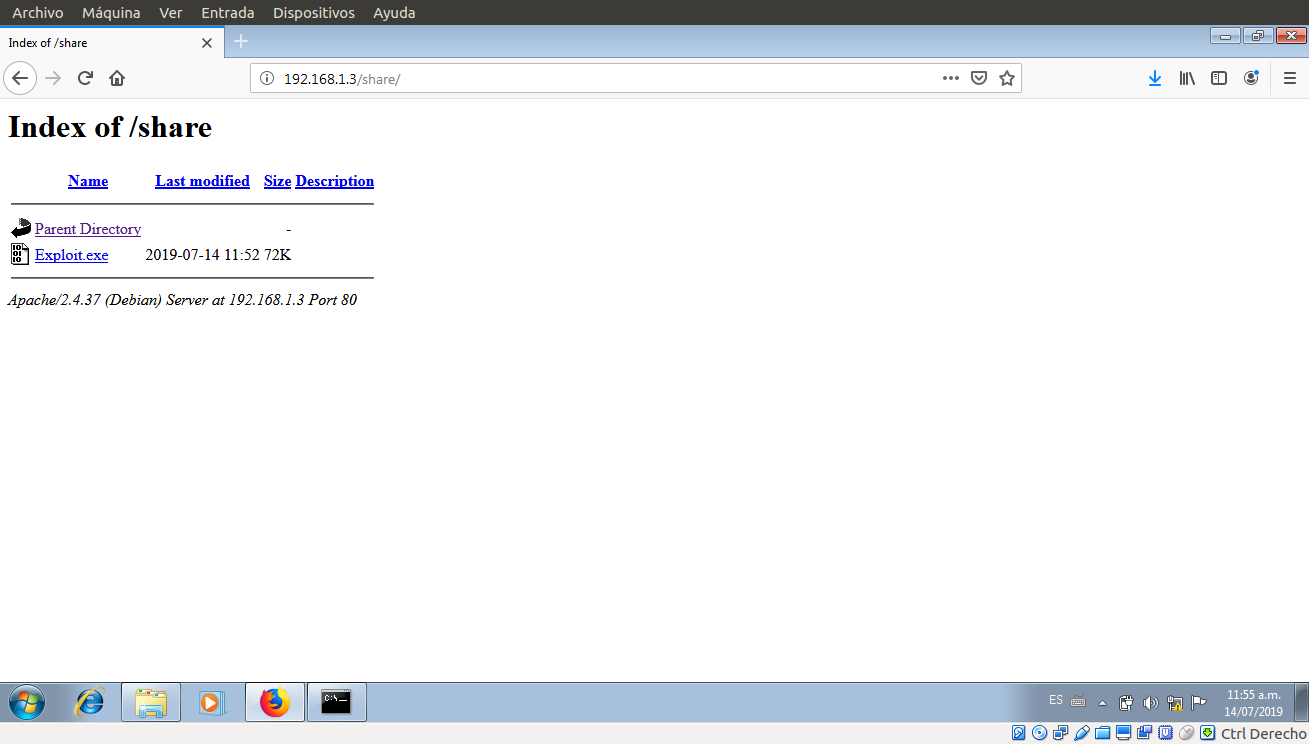 Archivo Máquina Ver Entrada Dispositivos Ayuda
Index of /share
192.168.1.3/share/
Index of /share
Name Last modified Size Description
Parent Directory -
Exploit.exe 2019-07-14 11:52 72K
Apache/2.4.37 (Debian) Server at 192.168.1.3 Port 80
C:\_
ES
11:55 a.m.
14/07/2019
Ctrl Derecho